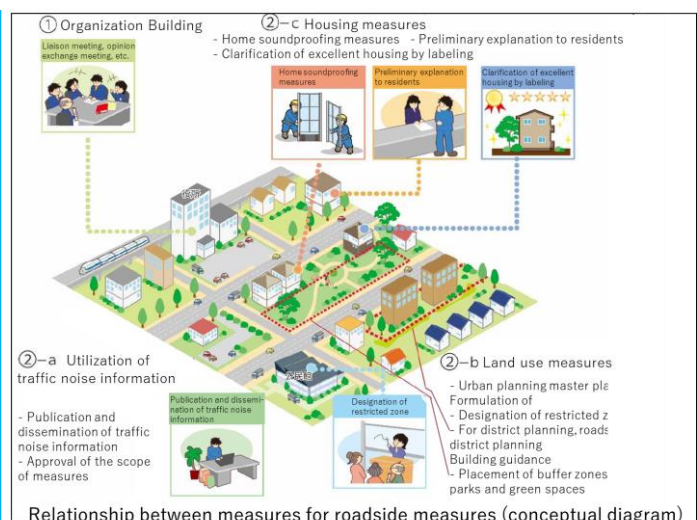 ① Organization Building
Liaison meeting, opinion
exchange meeting, etc.
②-c Housing measures
- Home soundproofing measures - Preliminary explanation to residents
- Clarification of excellent housing by labeling
Home soundproofing
measures
Preliminary explanation
to residents
Clarification of excellent
housing by labeling
②-a Utilization of
traffic noise information
- Publication and
dissemination of traffic
noise information
- Approval of the scope
of measures
Publication and dissemi-
nation of traffic noise
information
Designation of
restricted zone
②-b Land use measures
- Urban planning master pla
Formulation of
- Designation of restricted z
- For district planning, roads
district planning
Building guidance
- Placement of buffer zones
parks and green spaces
Relationship between measures for roadside measures (conceptual diagram)